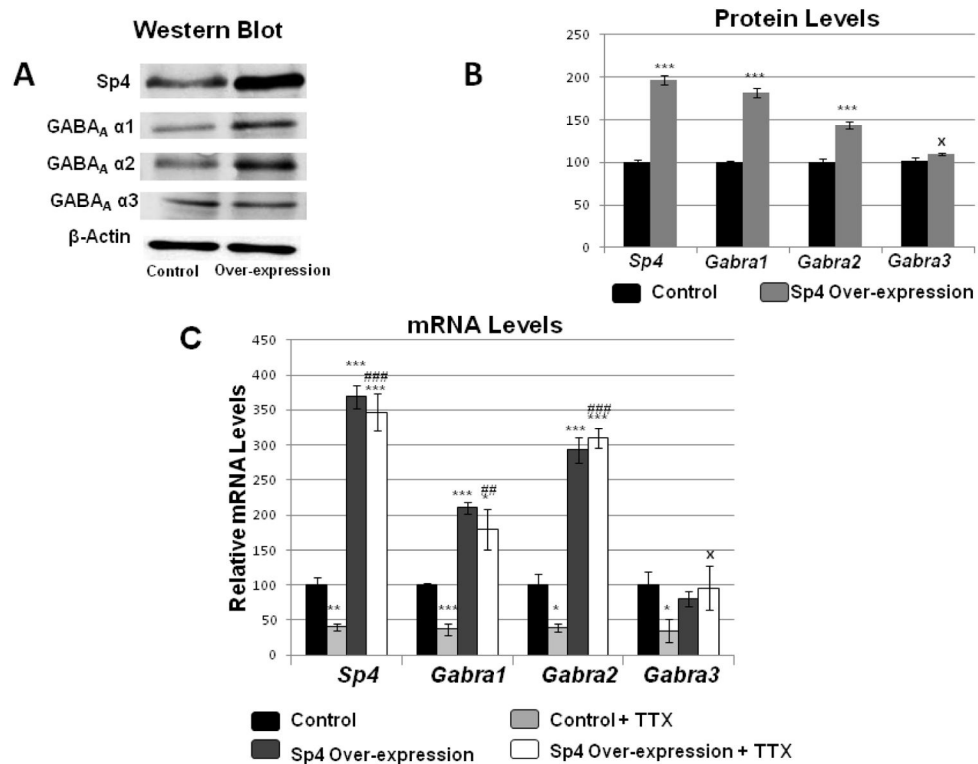 Western Blot
A
Sp4
GABAA α1
GABAA α2
GABAA α3
β-Actin
Control Over-expression
Protein Levels
B
250
200
150
100
50
0
***
***
***
x
Sp4 Gabra1 Gabra2 Gabra3
Control Sp4 Over-expression
mRNA Levels
C
Relative mRNA Levels
450
400
350
300
250
200
150
100
50
0
** *** ### ***
*** *** ## *
* *** ### ***
* x
Sp4 Gabra1 Gabra2 Gabra3
Control Control + TTX
Sp4 Over-expression Sp4 Over-expression + TTX